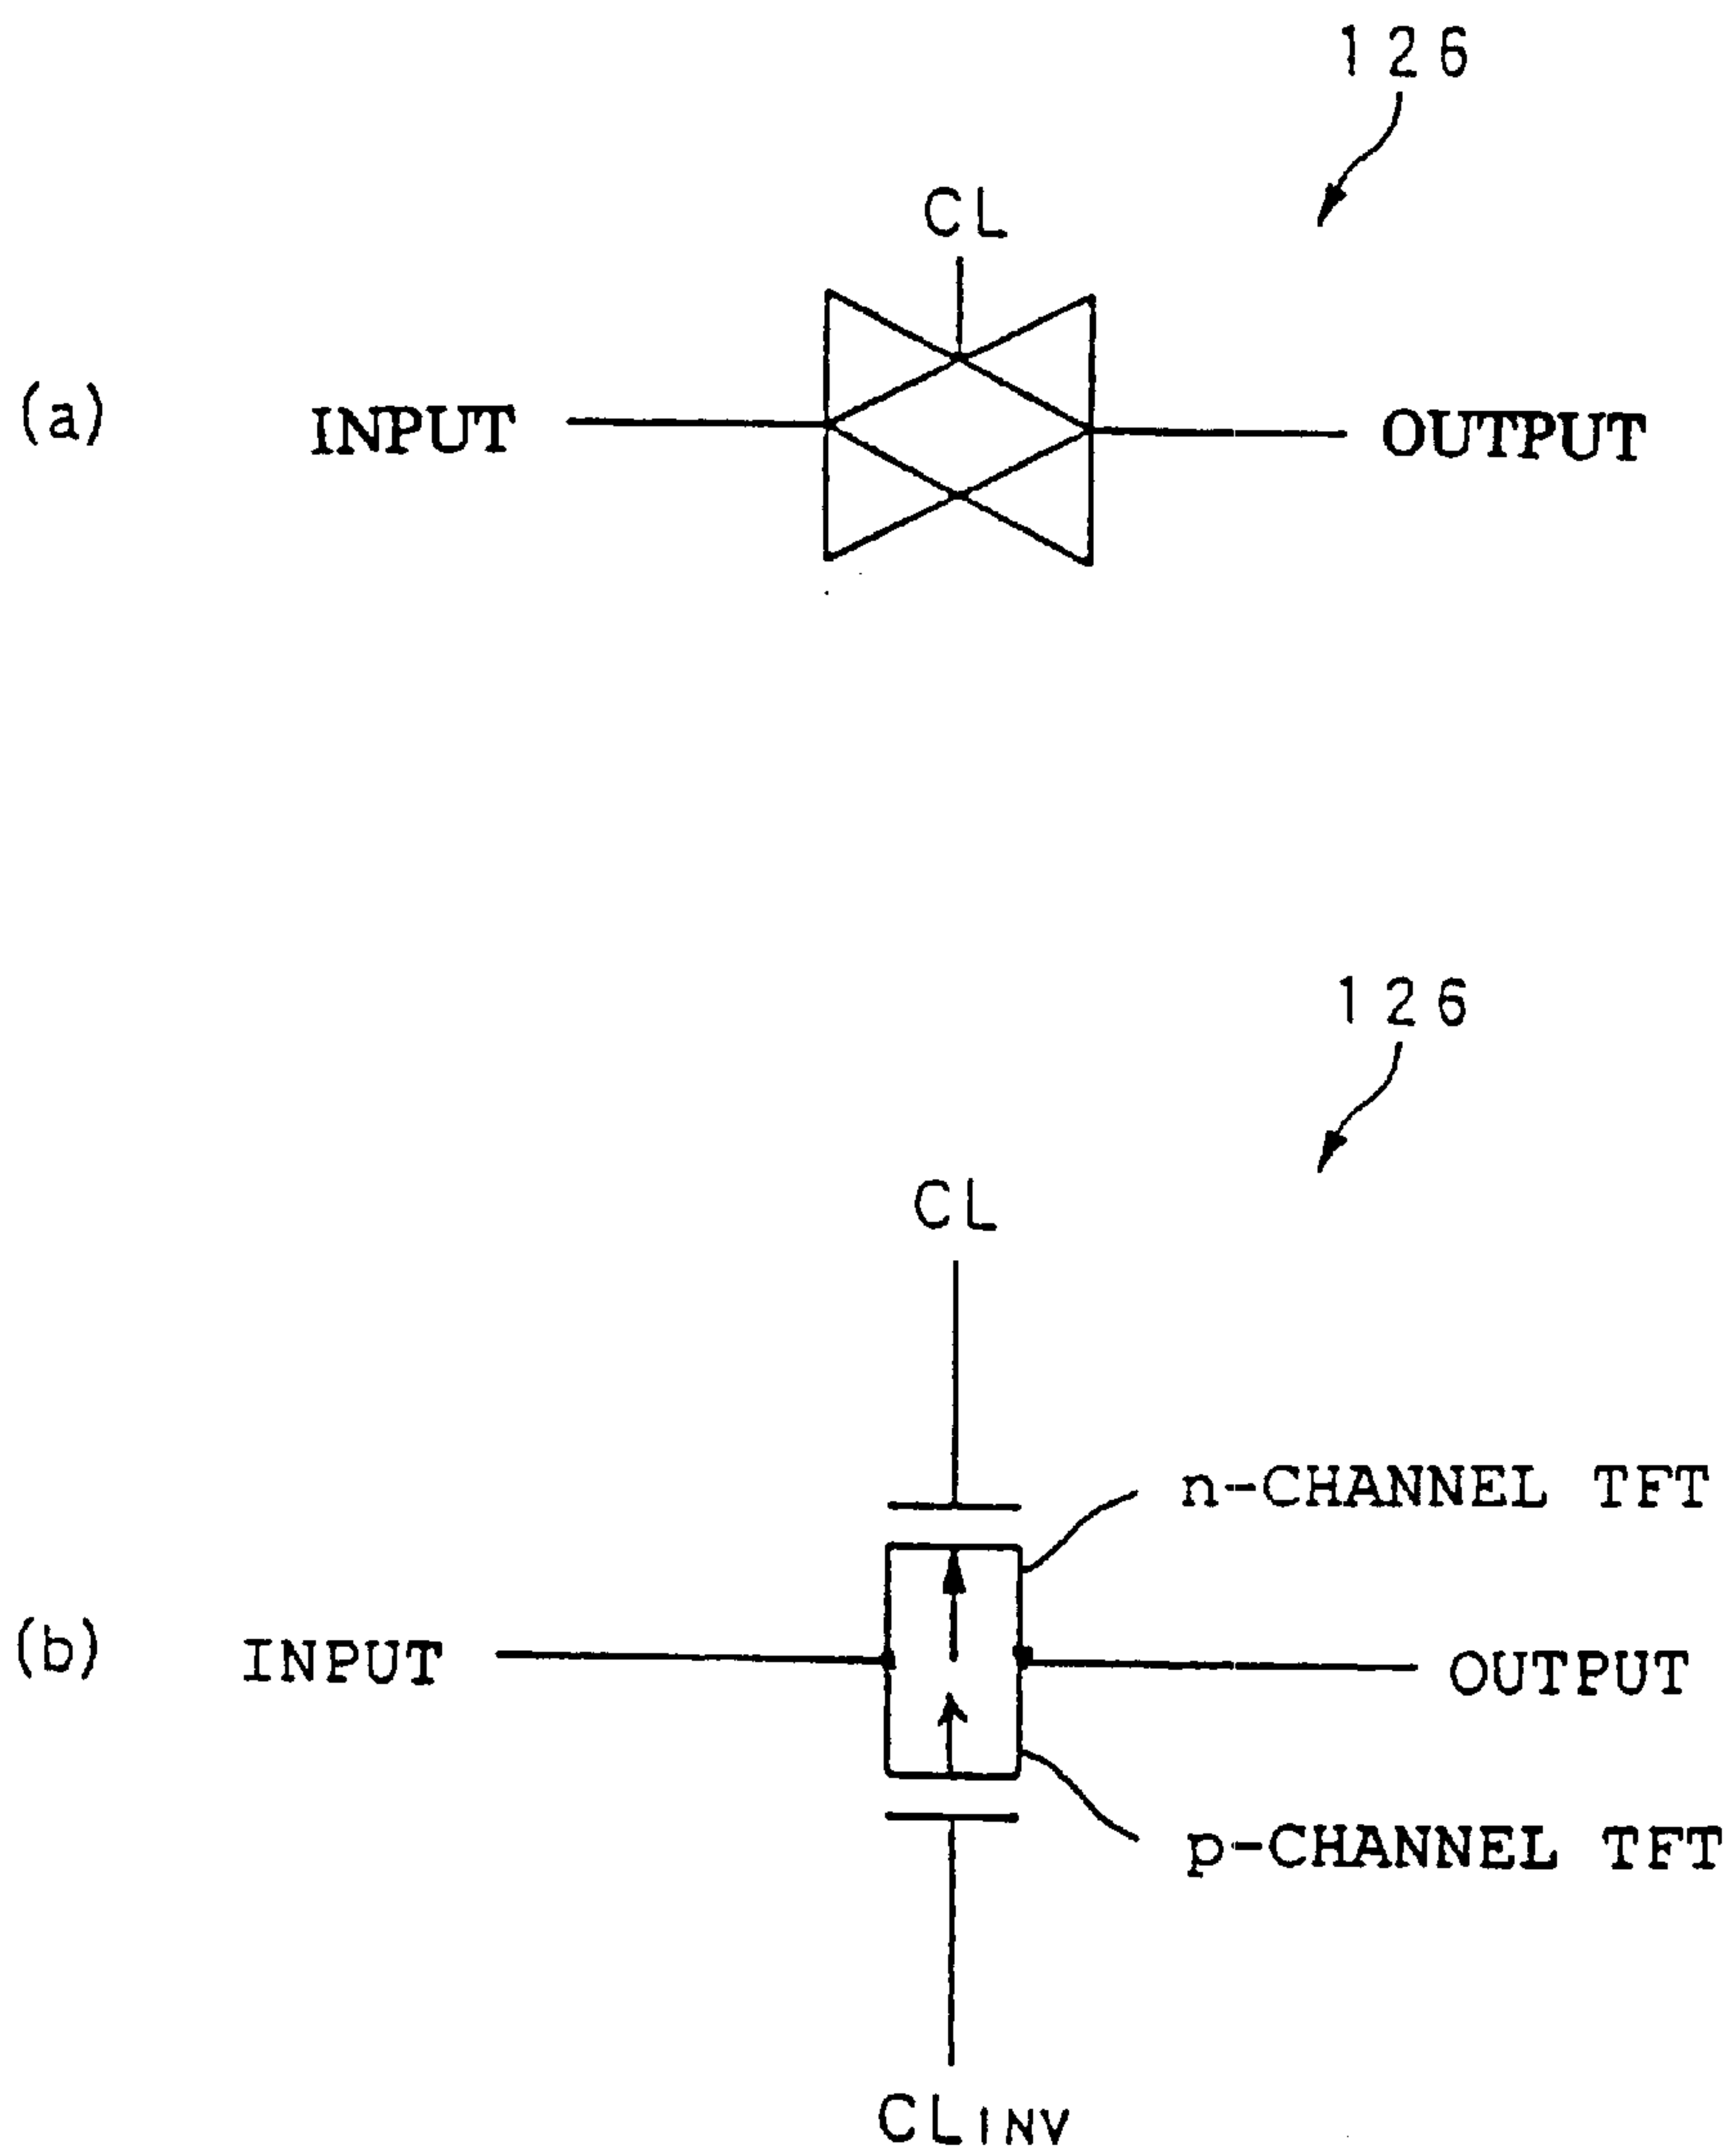 126
CL
(a) INPUT OUTPUT
126
CL
n-CHANNEL TFT
(b) INPUT OUTPUT
p-CHANNEL TFT
CLINV